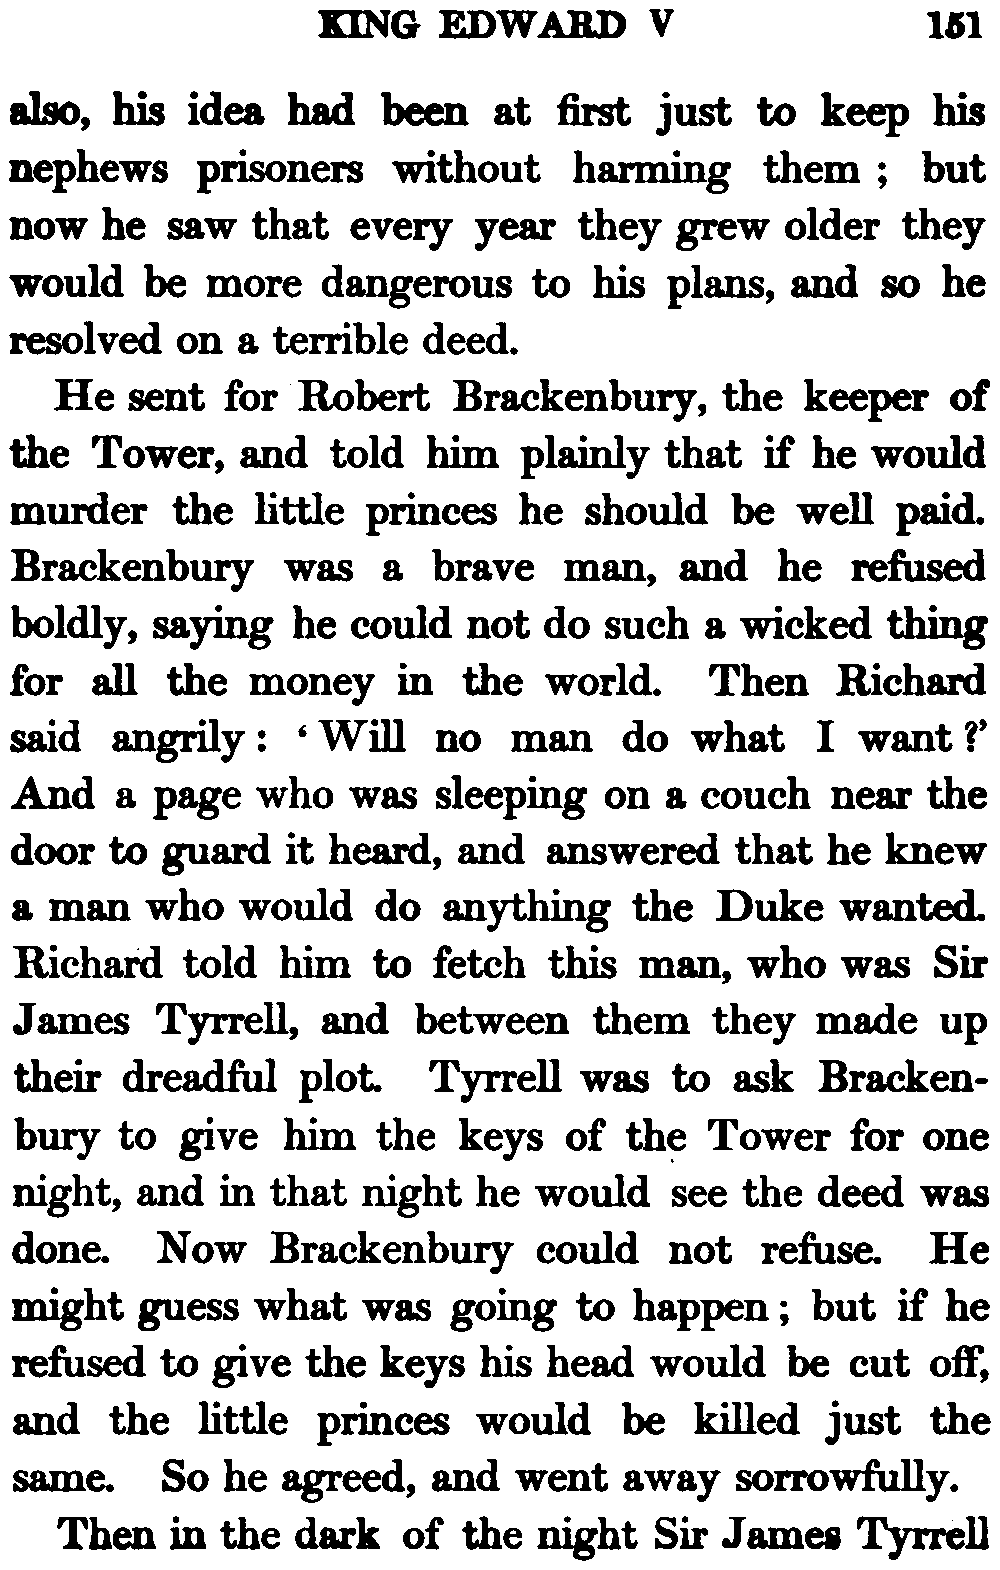 KING EDWARD V 151
also, his idea had been at first just to keep his
nephews prisoners without harming them ; but
now he saw that every year they grew older they
would be more dangerous to his plans, and so he
resolved on a terrible deed.
He sent for Robert Brackenbury, the keeper of
the Tower, and told him plainly that if he would
murder the little princes he should be well paid.
Brackenbury was a brave man, and he refused
boldly, saying he could not do such a wicked thing
for all the money in the world. Then Richard
said angrily : ‘ Will no man do what I want ?’
And a page who was sleeping on a couch near the
door to guard it heard, and answered that he knew
a man who would do anything the Duke wanted.
Richard told him to fetch this man, who was Sir
James Tyrrell, and between them they made up
their dreadful plot. Tyrrell was to ask Bracken-
bury to give him the keys of the Tower for one
night, and in that night he would see the deed was
done. Now Brackenbury could not refuse. He
might guess what was going to happen ; but if he
refused to give the keys his head would be cut off,
and the little princes would be killed just the
same. So he agreed, and went away sorrowfully.
Then in the dark of the night Sir James Tyrrell